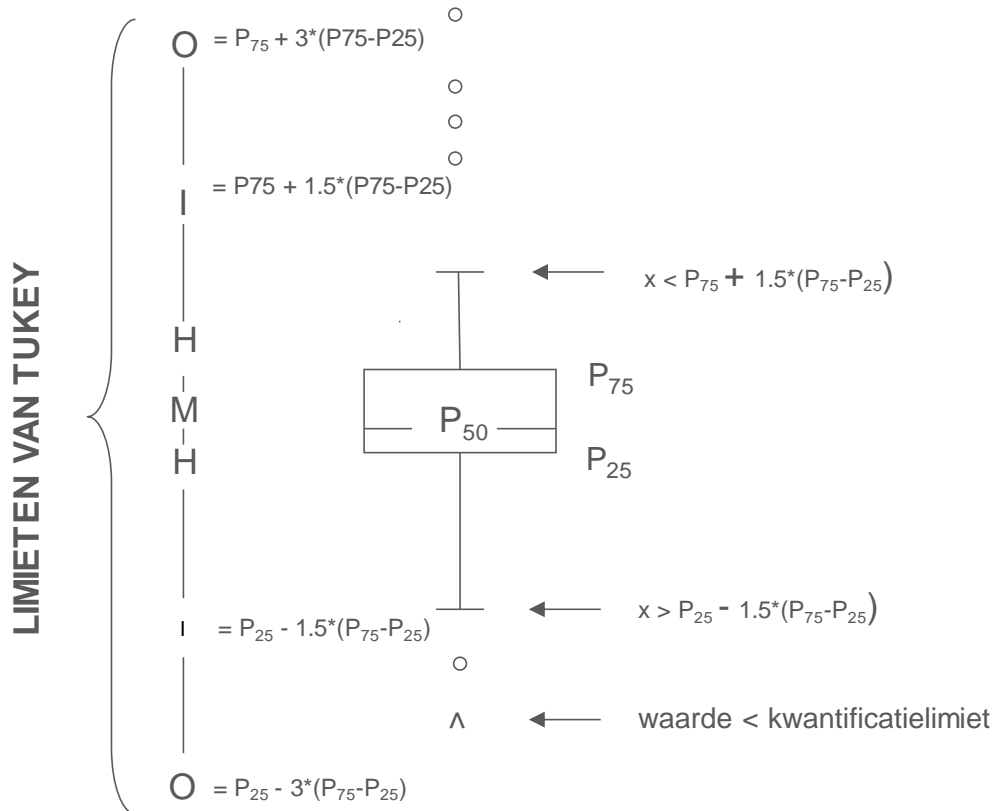 LIMIETEN VAN TUKEY
O = P75 + 3*(P75-P25)
I = P75 + 1.5*(P75-P25)
x < P75 + 1.5*(P75-P25)
H
P75
M
P50
H
P25
x > P25 - 1.5*(P75-P25)
I = P25 - 1.5*(P75-P25)
^
waarde < kwantificatielimiet
O = P25 - 3*(P75-P25)